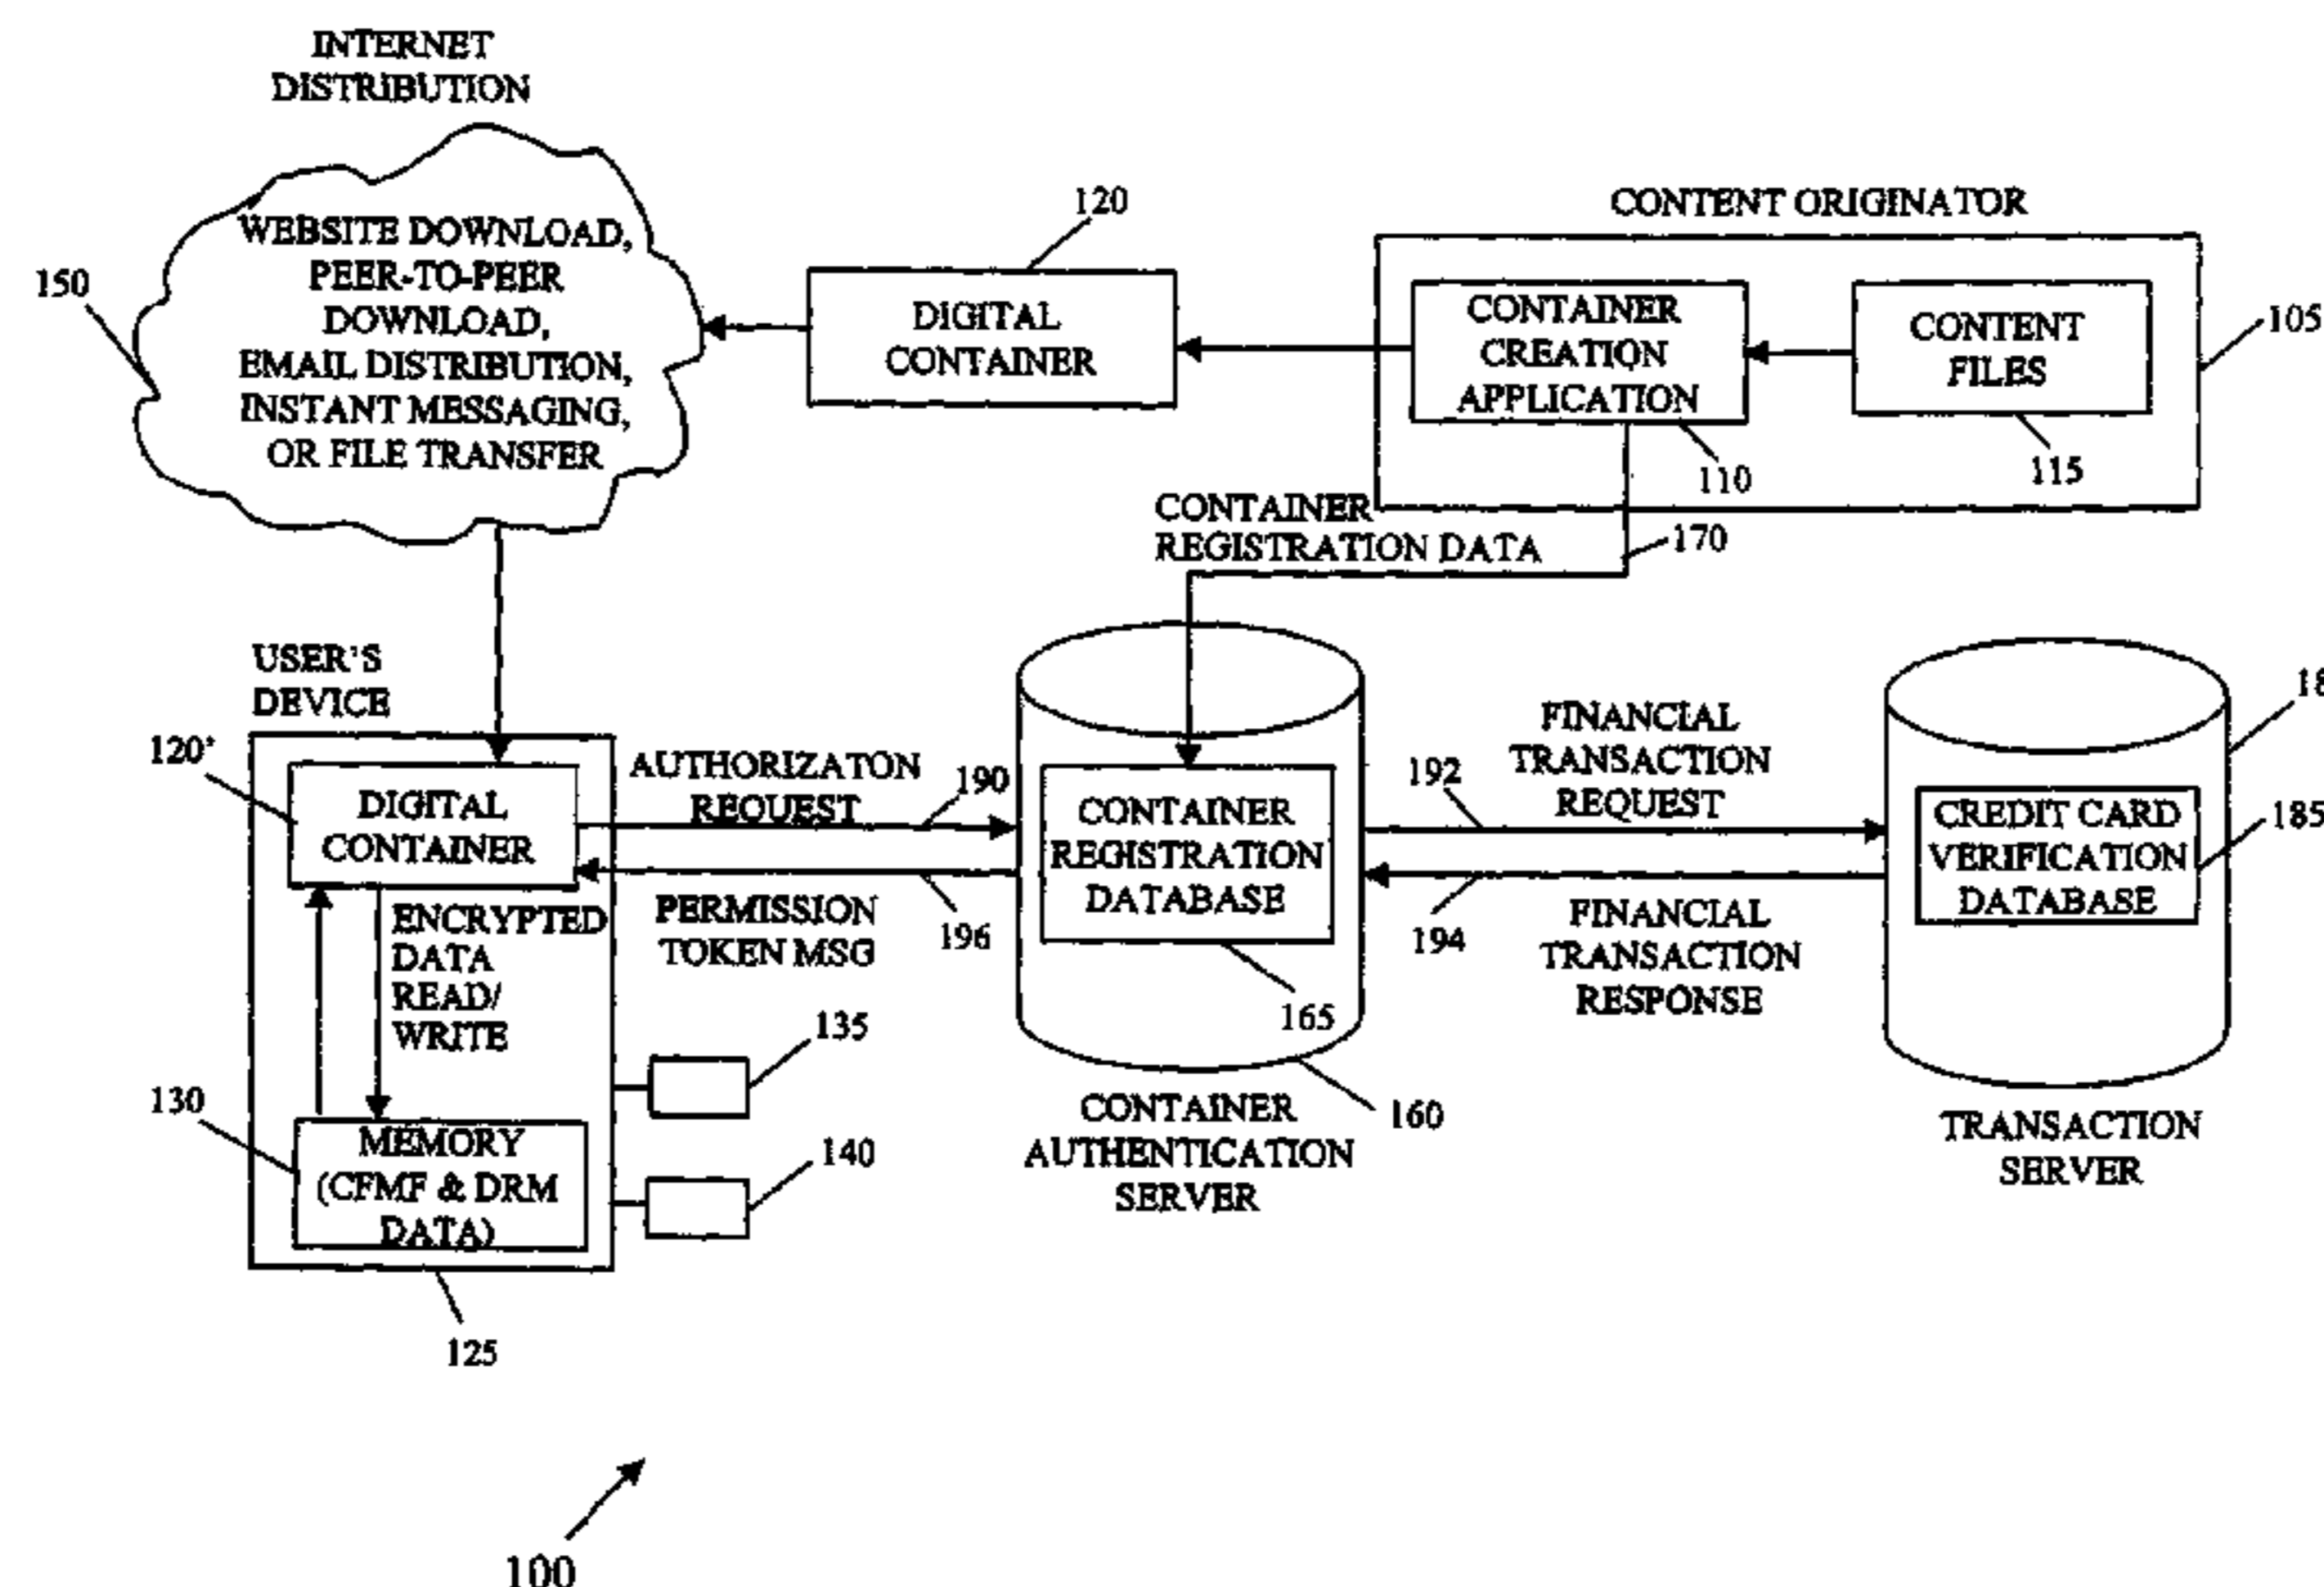 INTERNET
DISTRIBUTION
WEBSITE DOWNLOAD,
PEER-TO-PEER
DOWNLOAD,
EMAIL DISTRIBUTION,
INSTANT MESSAGING,
OR FILE TRANSFER
150
120
DIGITAL
CONTAINER
CONTENT ORIGINATOR
CONTAINER
CREATION
APPLICATION
110
CONTENT
FILES
115
105
CONTAINER
REGISTRATION DATA
170
USER'S
DEVICE
120'
DIGITAL
CONTAINER
ENCRYPTED
DATA
READ/
WRITE
130
MEMORY
(CFMF & DRM
DATA)
125
135
140
AUTHORIZATON
REQUEST
190
PERMISSION
TOKEN MSG
196
CONTAINER
REGISTRATION
DATABASE
165
160
CONTAINER
AUTHENTICATION
SERVER
192
FINANCIAL
TRANSACTION
REQUEST
194
FINANCIAL
TRANSACTION
RESPONSE
CREDIT CARD
VERIFICATION
DATABASE
185
TRANSACTION
SERVER
100